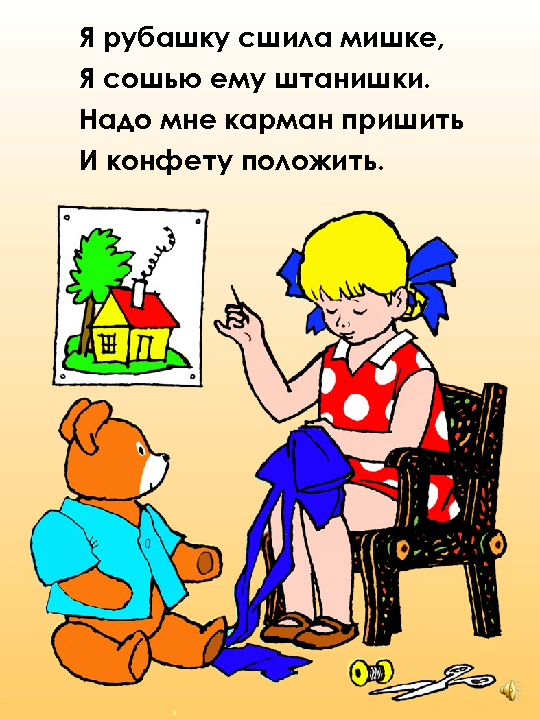 Я рубашку сшила мишке,
Я сошью ему штанишки.
Надо мне карман пришить
И конфету положить.